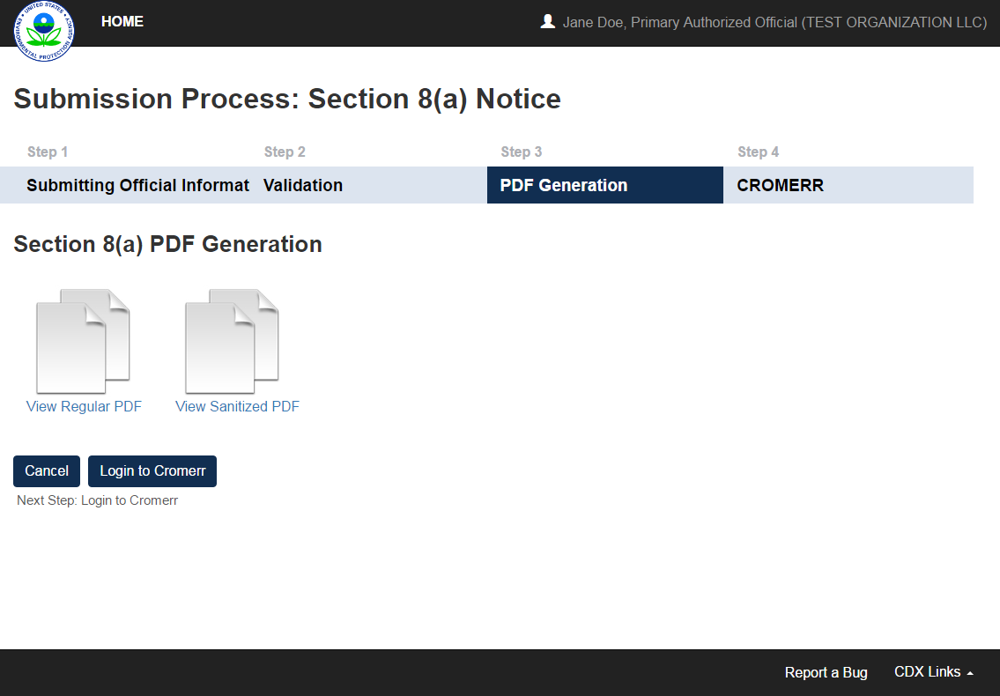 UNITED STATES
ENVIRONMENTAL PROTECTION AGENCY
HOME
Jane Doe, Primary Authorized Official (TEST ORGANIZATION LLC)
Submission Process: Section 8(a) Notice
Step 1 Step 2 Step 3 Step 4
Submitting Official Informat Validation PDF Generation CROMERR
Section 8(a) PDF Generation
View Regular PDF View Sanitized PDF
Cancel Login to Cromerr
Next Step: Login to Cromerr
Report a Bug CDX Links